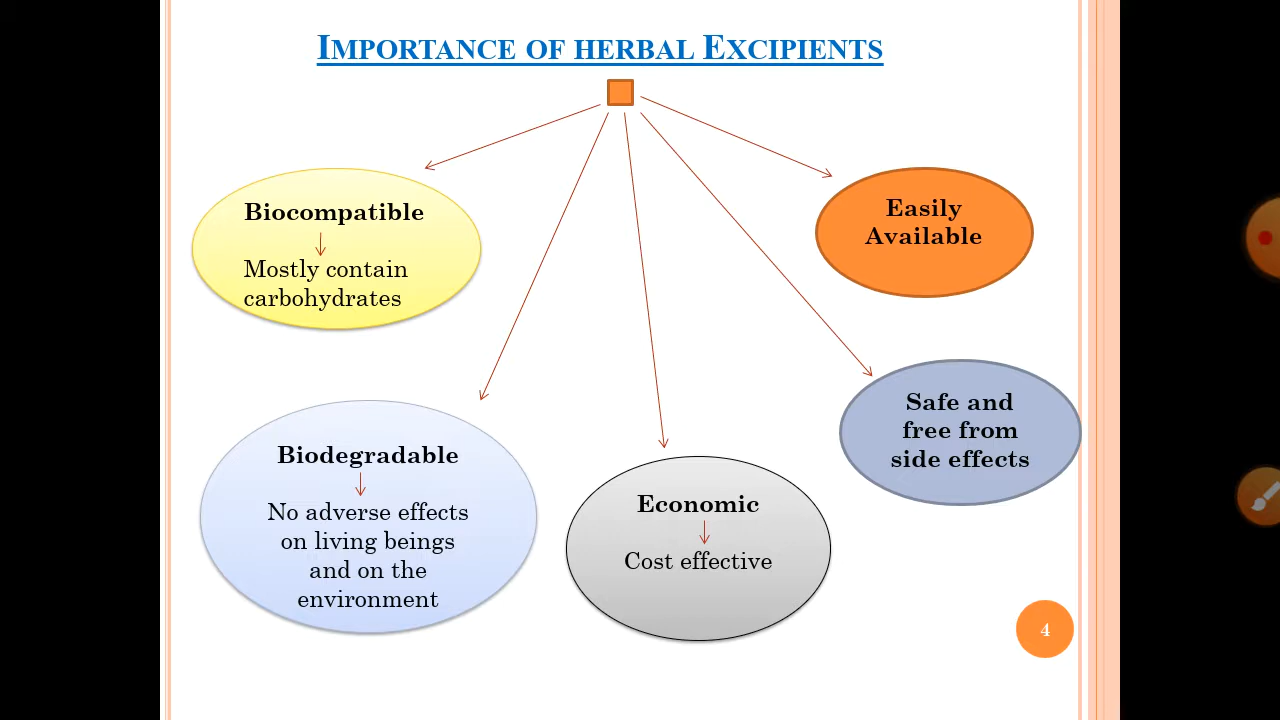 IMPORTANCE OF HERBAL EXCIPIENTS
Biocompatible
Mostly contain
carbohydrates
Easily
Available
Biodegradable
No adverse effects
on living beings
and on the
environment
Economic
Cost effective
Safe and
free from
side effects
4